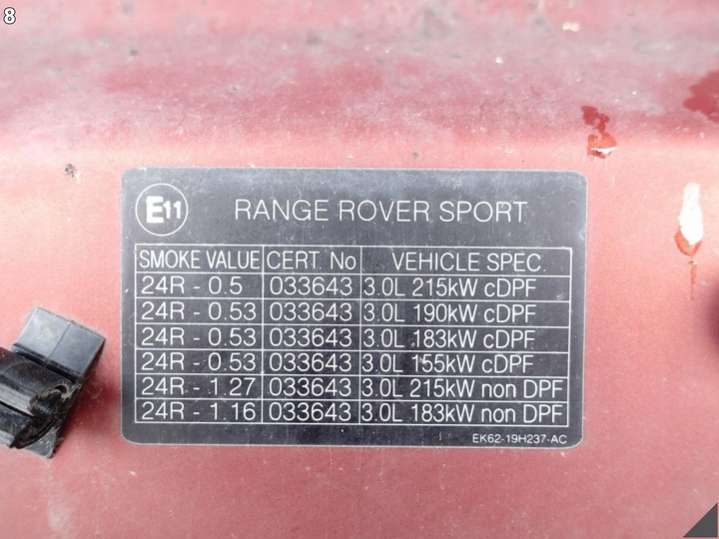 8
E11 RANGE ROVER SPORT
SMOKE VALUE CERT. No VEHICLE SPEC.
24R - 0.5 033643 3.0L 215kW cDPF
24R - 0.53 033643 3.0L 190kW cDPF
24R - 0.53 033643 3.0L 183kW cDPF
24R - 0.53 033643 3.0L 155kW cDPF
24R - 1.27 033643 3.0L 215kW non DPF
24R - 1.16 033643 3.0L 183kW non DPF
EK62-19H237-AC